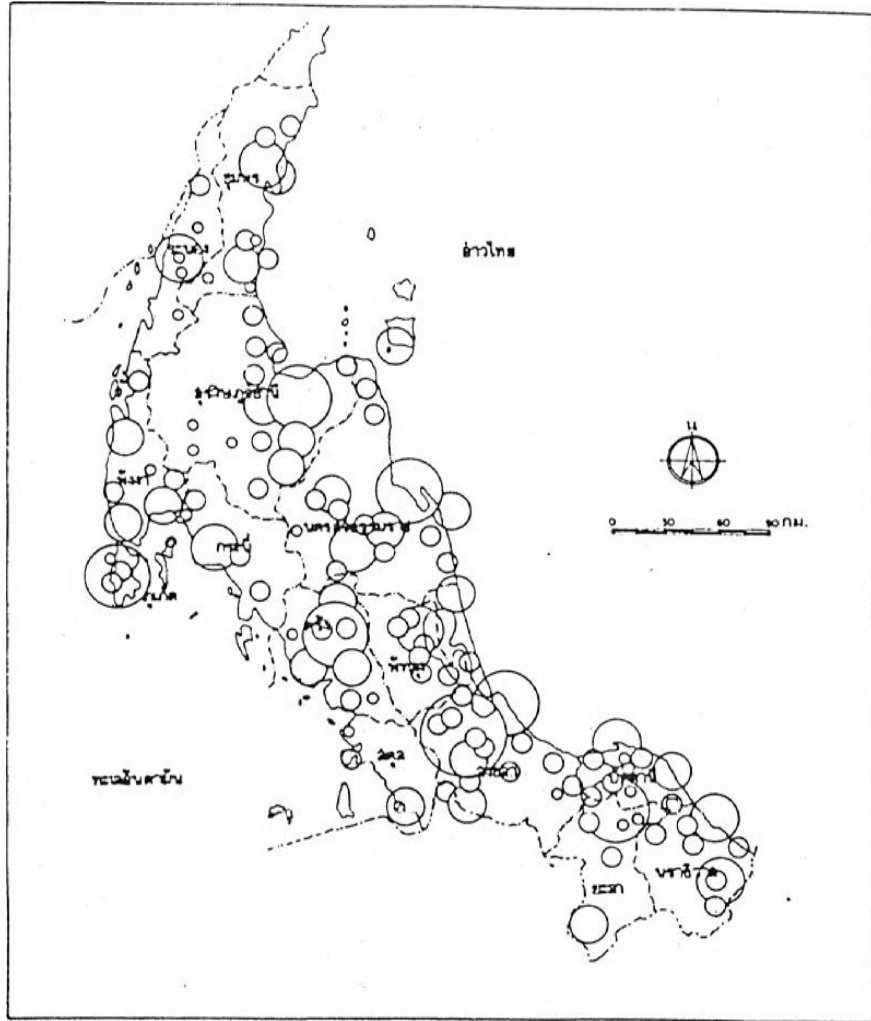 ชุมพร
ระนอง
อ่าวไทย
สุราษฎร์ธานี
น
พังงา
นครศรีธรรมราช
0 30 60 90 กม.
กระบี่
ภูเก็ต
ตรัง
พัทลุง
สตูล
สงขลา
ทะเลอันดามัน
ปัตตานี
ยะลา
นราธิวาส